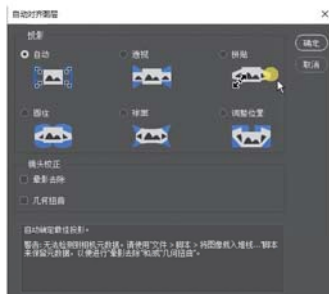 自动对齐图层
投影
确定
自动
透视
拼贴
取消
圆柱
球面
调整位置
镜头校正
晕影去除
几何扭曲
自动确定最佳投影。
警告: 无法检测到相机元数据。请使用“文件 > 脚本 > 将图像载入堆栈...”脚本
来保留元数据，以便进行“晕影去除”和/或“几何扭曲”。